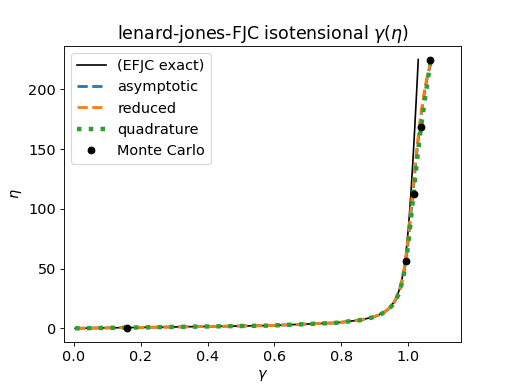 lenard-jones-FJC isotensional γ(η)
(EFJC exact)
asymptotic
reduced
quadrature
Monte Carlo
η
200
150
100
50
0
0.0 0.2 0.4 0.6 0.8 1.0
γ